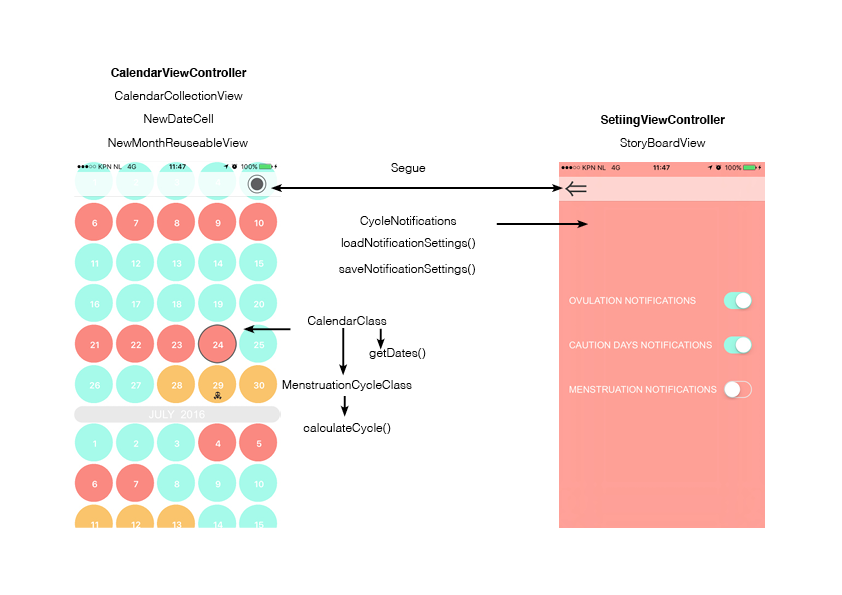 CalendarViewController
CalendarCollectionView
NewDateCell
NewMonthReuseableView
KPN NL 4G 11:47 100%
6 7 8 9 10
11 12 13 14 15
16 17 18 19 20
21 22 23 24 25
26 27 28 29 30
JULY 2016
1 2 3 4 5
6 7 8 9 10
11 12 13 14 15
Segue
CycleNotifications
loadNotificationSettings()
saveNotificationSettings()
CalendarClass
getDates()
MenstruationCycleClass
calculateCycle()
SetiingViewController
StoryBoardView
KPN NL 4G 11:47 100%
OVULATION NOTIFICATIONS
CAUTION DAYS NOTIFICATIONS
MENSTRUATION NOTIFICATIONS